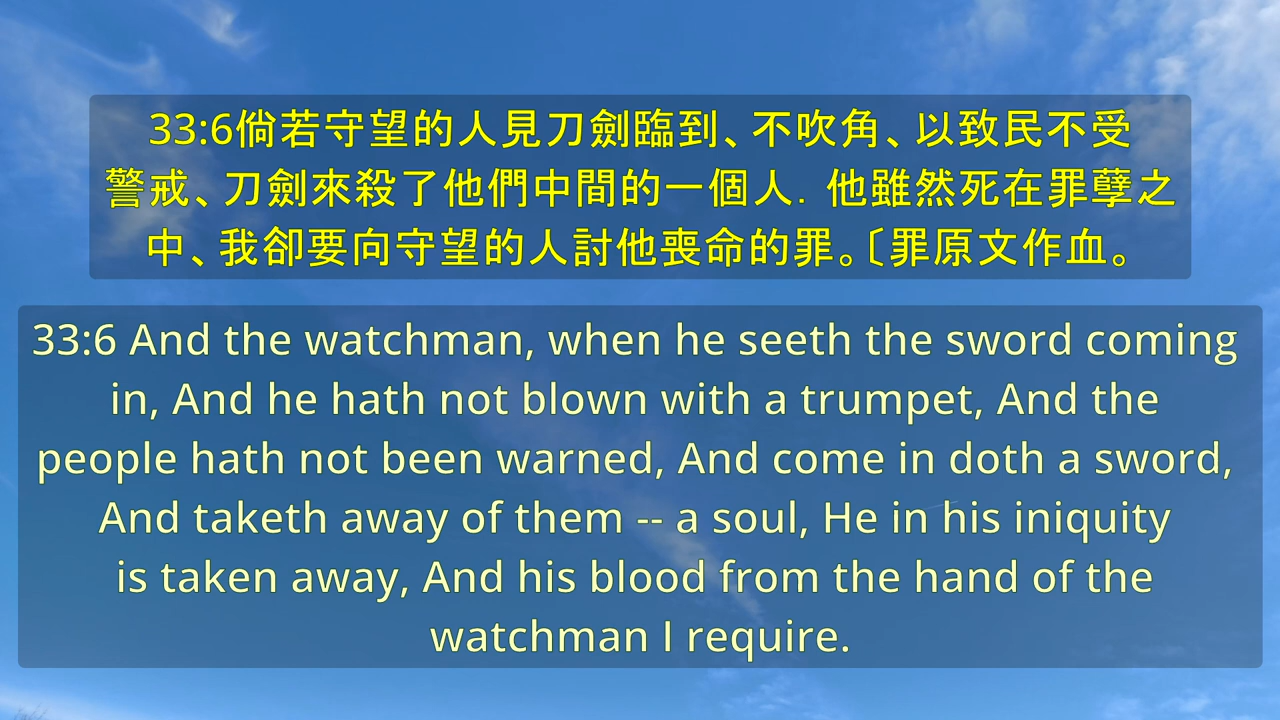 33:6倘若守望的人見刀劍臨到、不吹角、以致民不受
警戒、刀劍來殺了他們中間的一個人．他雖然死在罪孽之
中、我卻要向守望的人討他喪命的罪。〔罪原文作血。
33:6 And the watchman, when he seeth the sword coming
in, And he hath not blown with a trumpet, And the
people hath not been warned, And come in doth a sword,
And taketh away of them -- a soul, He in his iniquity
is taken away, And his blood from the hand of the
watchman I require.